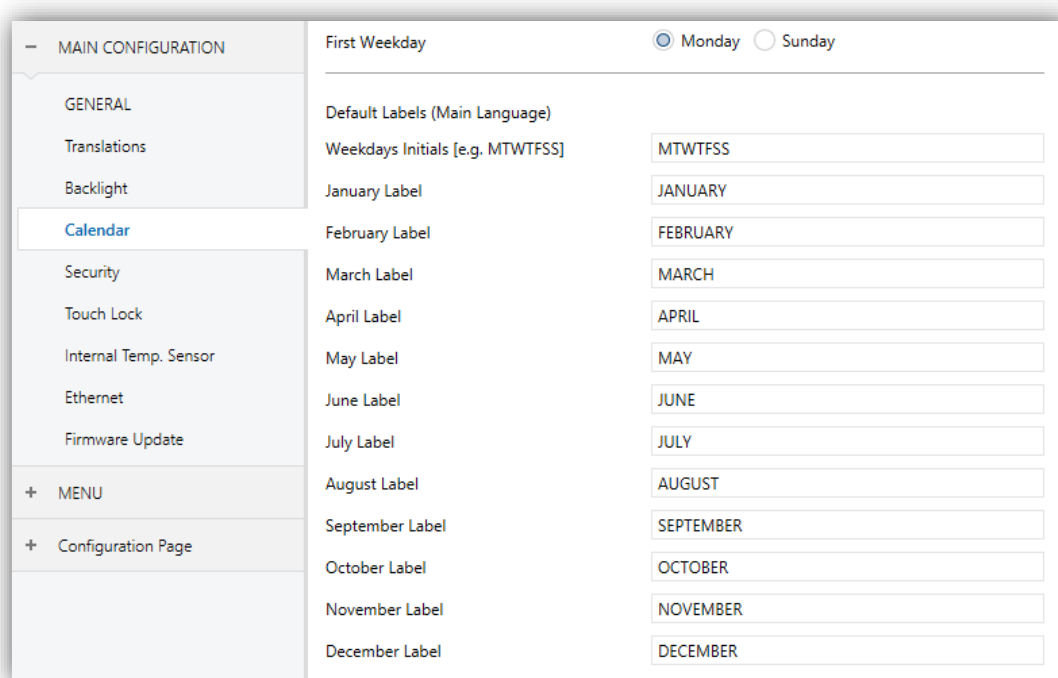 − MAIN CONFIGURATION
GENERAL
Translations
Backlight
Calendar
Security
Touch Lock
Internal Temp. Sensor
Ethernet
Firmware Update
+ MENU
+ Configuration Page
First Weekday Monday Sunday
Default Labels (Main Language)
Weekdays Initials [e.g. MTWTFSS] MTWTFSS
January Label JANUARY
February Label FEBRUARY
March Label MARCH
April Label APRIL
May Label MAY
June Label JUNE
July Label JULY
August Label AUGUST
September Label SEPTEMBER
October Label OCTOBER
November Label NOVEMBER
December Label DECEMBER